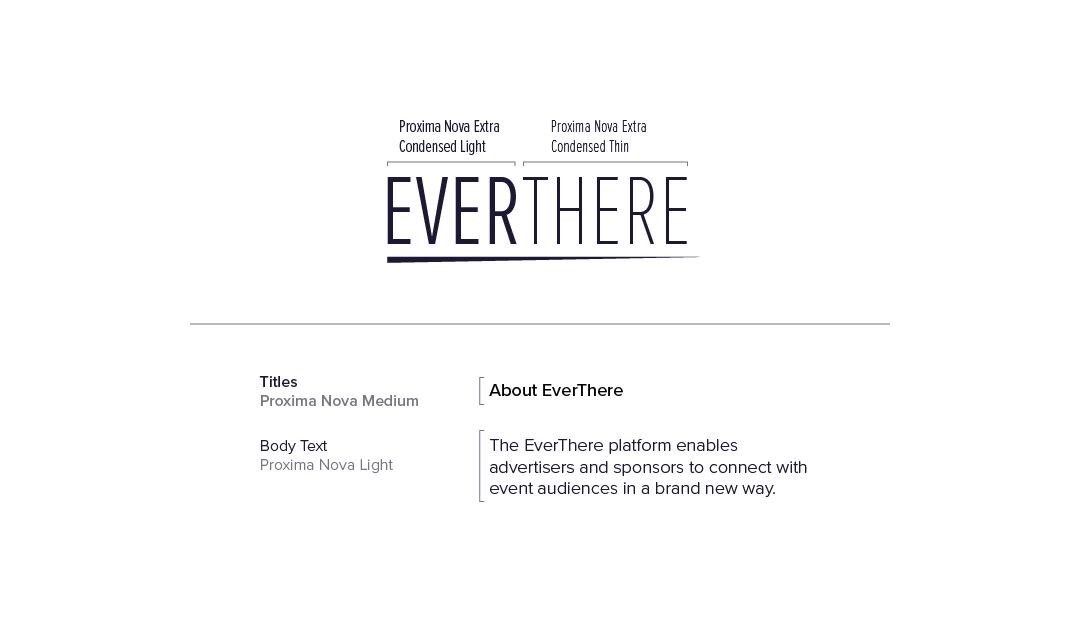 Proxima Nova Extra
Condensed Light
Proxima Nova Extra
Condensed Thin
EVERTHERE
Titles
Proxima Nova Medium
About EverThere
Body Text
Proxima Nova Light
The EverThere platform enables
advertisers and sponsors to connect with
event audiences in a brand new way.